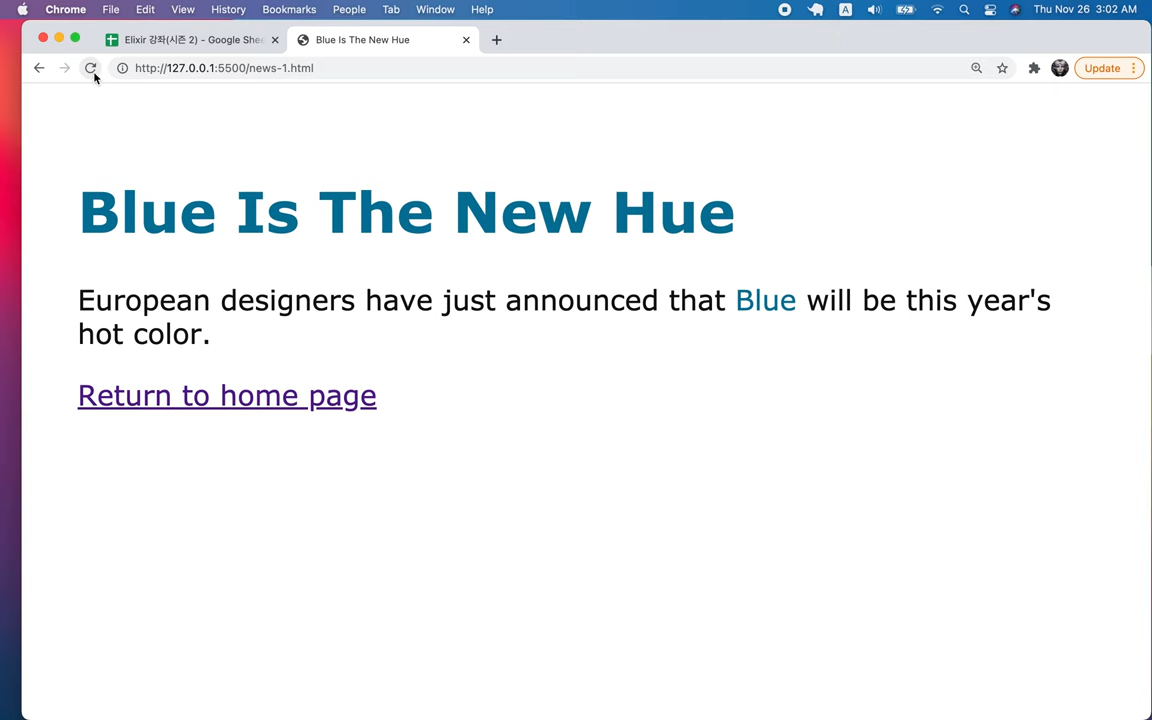 Chrome File Edit View History Bookmarks People Tab Window Help A Thu Nov 26 3:02 AM
Elixir 강좌(시즌 2) - Google Shee Blue Is The New Hue
http://127.0.0.1:5500/news-1.html Update
Blue Is The New Hue
European designers have just announced that Blue will be this year's
hot color.
Return to home page